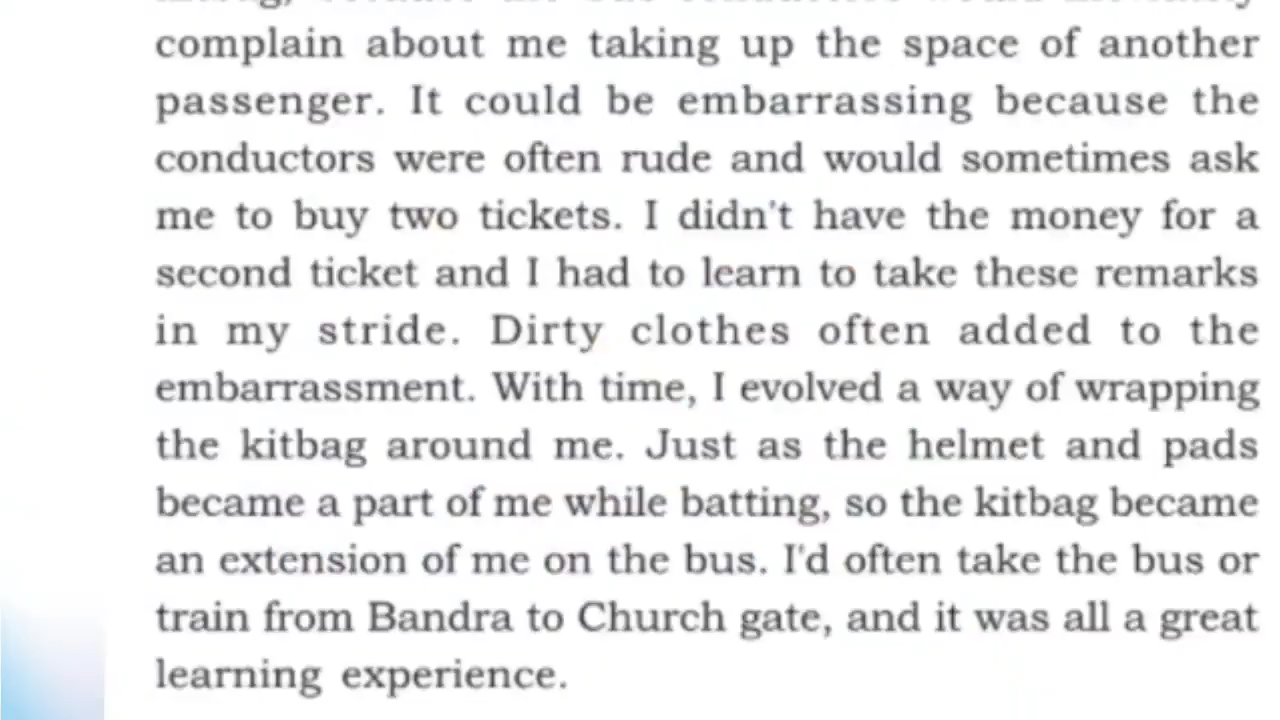 complain about me taking up the space of another
passenger. It could be embarrassing because the
conductors were often rude and would sometimes ask
me to buy two tickets. I didn't have the money for a
second ticket and I had to learn to take these remarks
in my stride. Dirty clothes often added to the
embarrassment. With time, I evolved a way of wrapping
the kitbag around me. Just as the helmet and pads
became a part of me while batting, so the kitbag became
an extension of me on the bus. I'd often take the bus or
train from Bandra to Church gate, and it was all a great
learning experience.